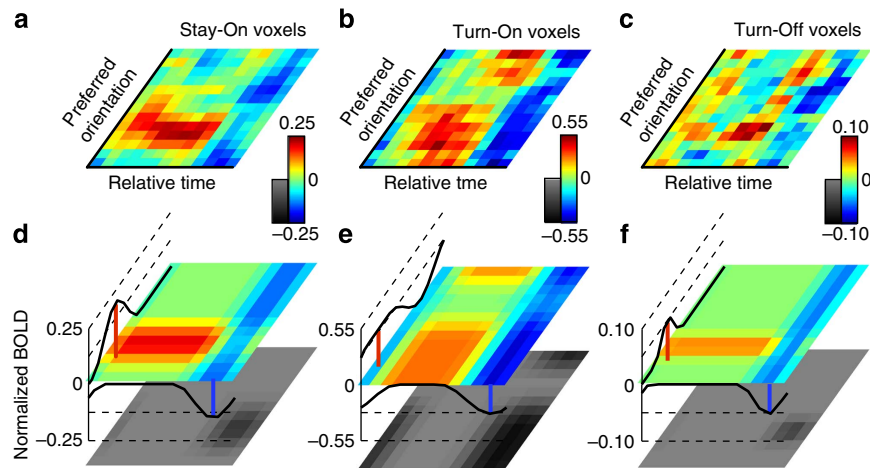 a
Stay-On voxels
b
Turn-On voxels
c
Turn-Off voxels
Preferred
orientation
Preferred
orientation
Preferred
orientation
0.25
0.55
0.10
0
0
0
Relative time
Relative tme
Relative time
−0.25
−0.55
−0.10
d
e
f
Normalized BOLD
0.25
0
−0.25
0.55
0
−0.55
0.10
0
−0.10